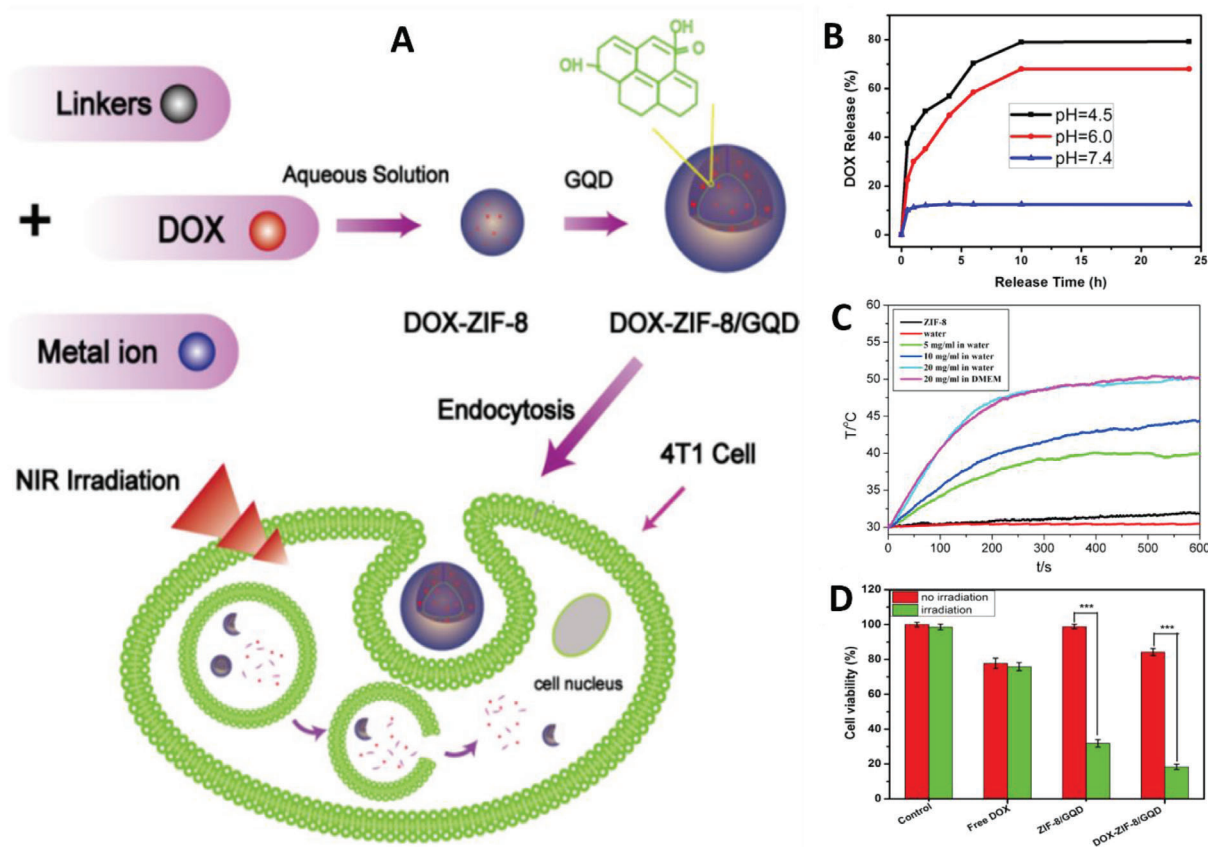 A
OH
O
OH
Linkers
+
DOX
Metal ion
Aqueous Solution
GQD
DOX-ZIF-8
DOX-ZIF-8/GQD
Endocytosis
4T1 Cell
NIR Irradiation
cell nucleus
B
DOX Release (%)
80
70
60
50
40
30
20
10
0
pH=4.5
pH=6.0
pH=7.4
0
5
10
15
20
25
Release Time (h)
C
T/°C
60
50
45
40
35
30
ZIF-8
water
5 mg/ml in water
10 mg/ml in water
20 mg/ml in water
20 mg/ml in DMEM
0
100
200
300
400
500
600
t/s
D
Cell viability (%)
120
100
80
60
40
20
0
no irradiation
irradiation
***
***
Control
Free DOX
ZIF-8/GQD
DOX-ZIF-8/GQD